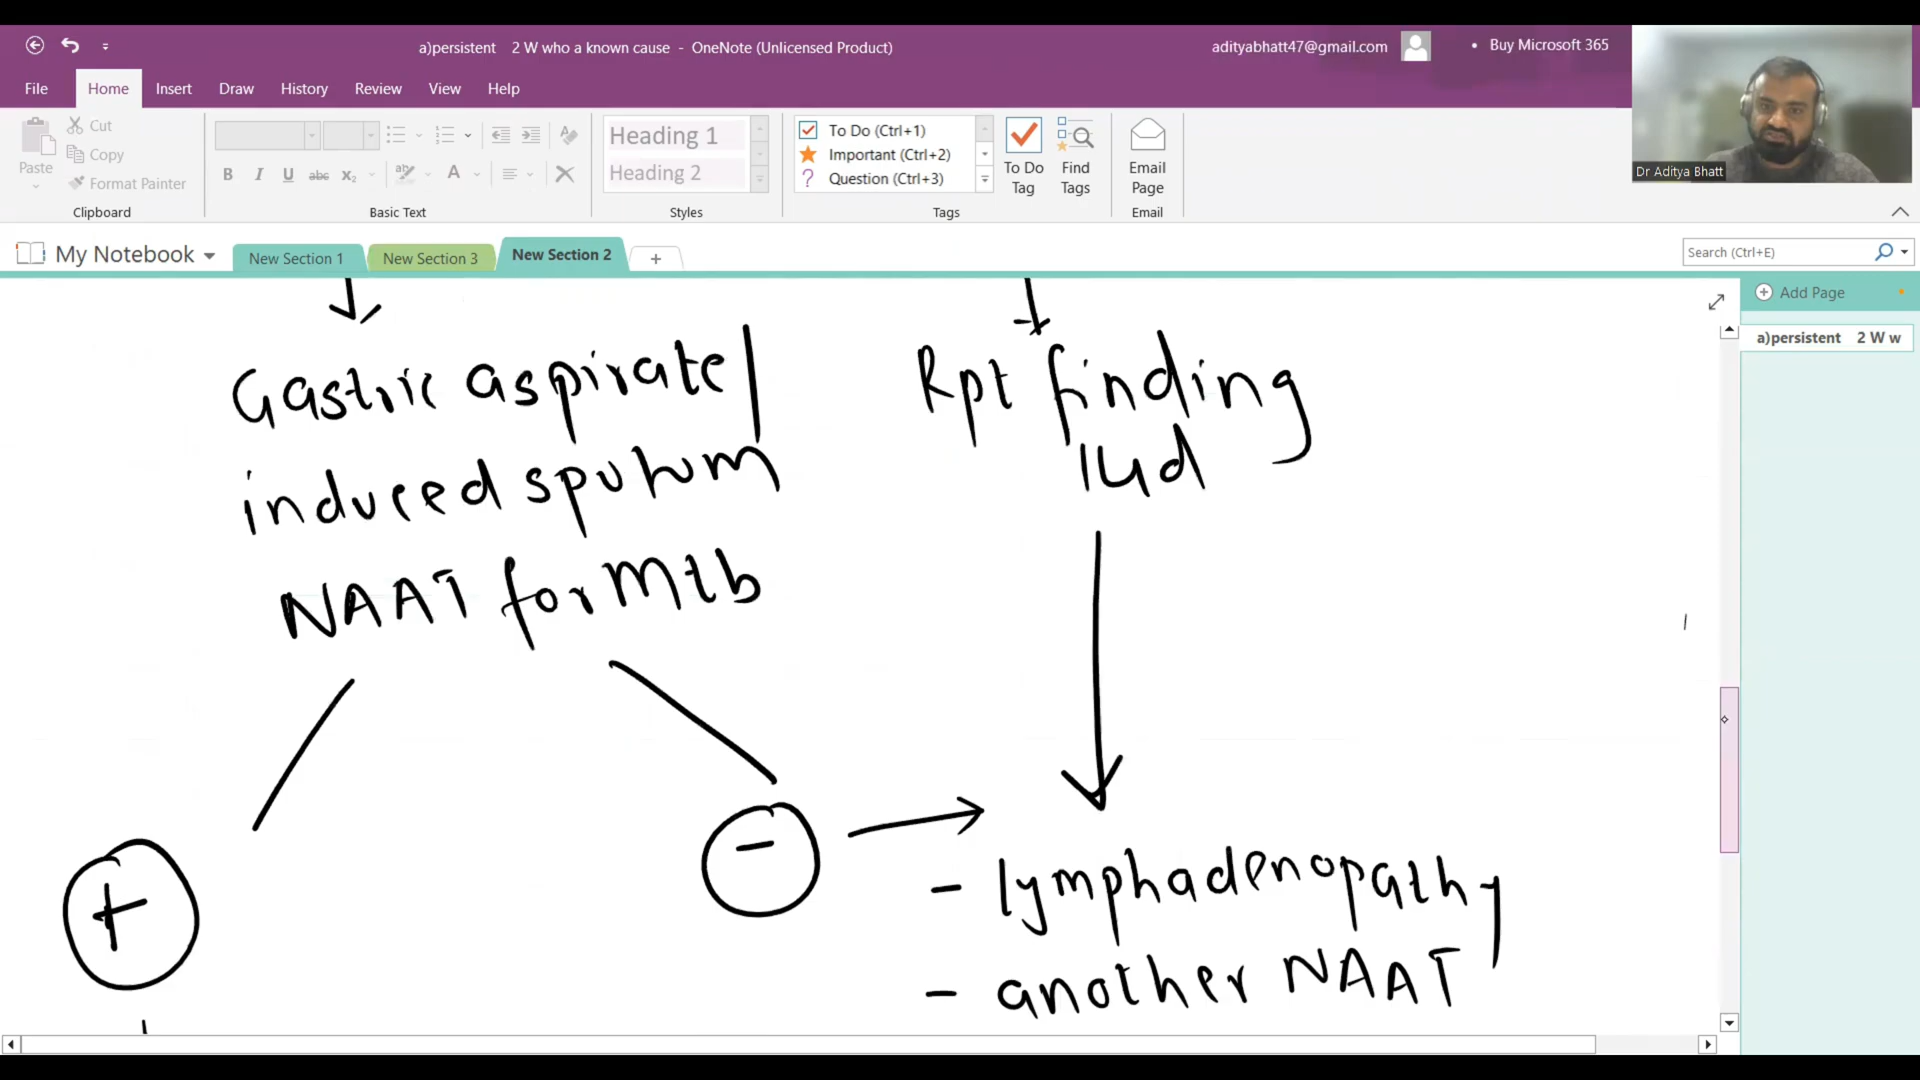 a)persistent 2 W who a known cause - OneNote (Unlicensed Product)
adityabhatt47@gmail.com
Buy Microsoft 365
File Home Insert Draw History Review View Help
Dr Aditya Bhatt
Paste
Cut
Copy
Format Painter
Clipboard
B I U abc x₂ A
Basic Text
Heading 1
Heading 2
Styles
To Do (Ctrl+1)
Important (Ctrl+2)
Question (Ctrl+3)
To Do Tag
Find Tags
Tags
Email Page
Email
My Notebook
New Section 1
New Section 3
New Section 2
Search (Ctrl+E)
Add Page
a)persistent 2 W w
Gastric aspirate/
induced sputum
NAAT for Mtb
+
-
Rpt finding
14d
- lymphadenopathy
- another NAAT